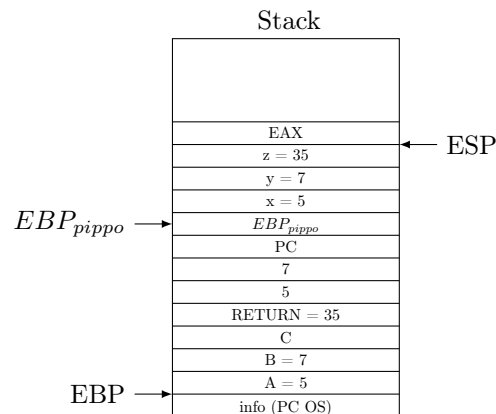 Stack
EAX
ESP
z = 35
y = 7
x = 5
EBP_pippo
EBP_pippo
PC
7
5
RETURN = 35
C
B = 7
A = 5
EBP
info (PC OS)